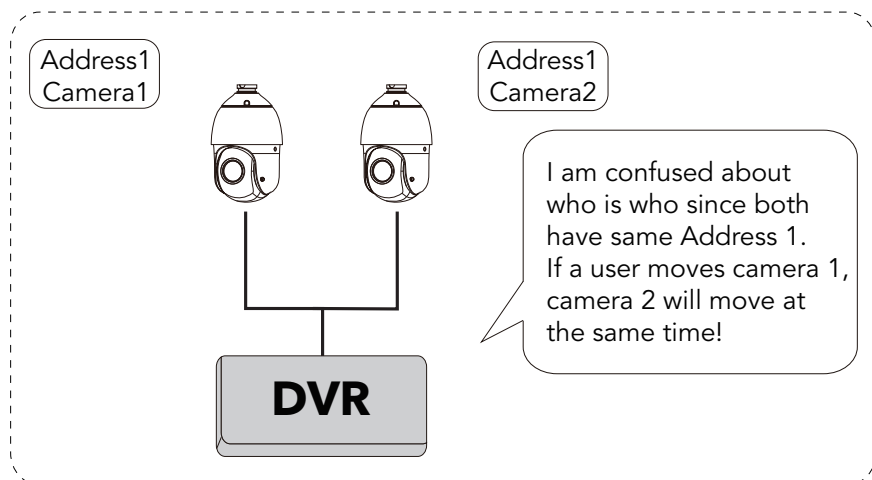 Address1
Camera1
Address1
Camera2
I am confused about
who is who since both
have same Address 1.
If a user moves camera 1,
camera 2 will move at
the same time!
DVR